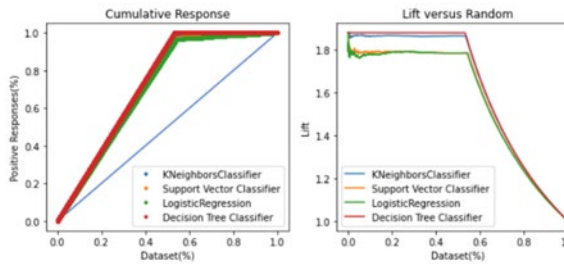 Cumulative Response
Positive Responses(%)
1.0
0.8
0.6
0.4
0.2
0.0
KNeighborsClassifier
Support Vector Classifier
LogisticRegression
Decision Tree Classifier
0.0 0.2 0.4 0.6 0.8 1.0
Dataset(%)
Lift versus Random
Lift
1.8
1.6
1.4
1.2
1.0
KNeighborsClassifier
Support Vector Classifier
LogisticRegression
Decision Tree Classifier
0.0 0.2 0.4 0.6 0.8 1.0
Dataset(%)